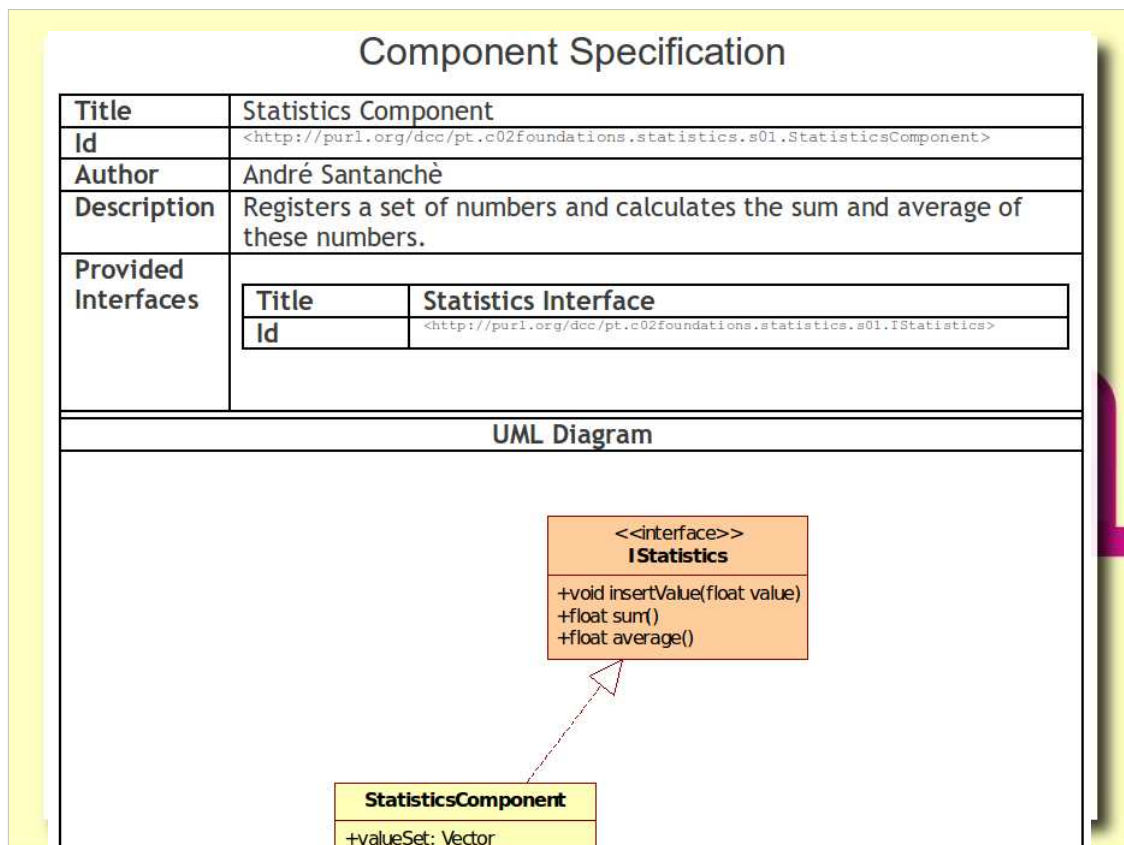 Component Specification
Title Statistics Component
Id <http://purl.org/dcc/pt.c02foundations.statistics.s01.StatisticsComponent>
Author André Santanchè
Description Registers a set of numbers and calculates the sum and average of
these numbers.
Provided
Interfaces
Title Statistics Interface
Id <http://purl.org/dcc/pt.c02foundations.statistics.s01.IStatistics>
UML Diagram
<<interface>>
IStatistics
+void insertValue(float value)
+float sum()
+float average()
StatisticsComponent
+valueSet: Vector